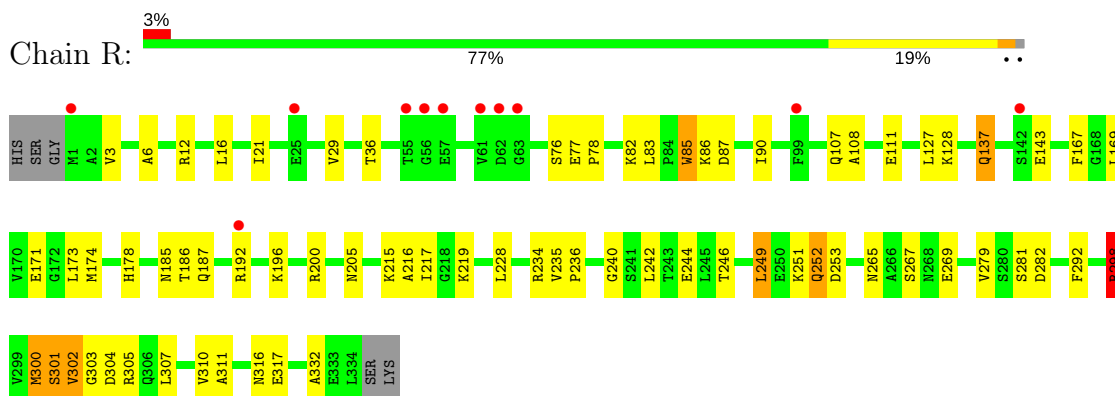 3%
Chain R:
77% 19% • •
HIS SER GLY M1 A2 V3 A6 R12 L16 I21 E25 V29 T36 T55 G56 E57 V61 D62 G63 S76 E77 P78 K82 L83 P84 W85 K86 D87 I90 F99 Q107 A108 E111 L127 K128 Q137 S142 E143 F167 G168 L169
V170 E171 G172 L173 M174 H178 N185 T186 Q187 R192 K196 R200 N205 K215 A216 I217 G218 K219 L228 R234 V235 P236 G240 S241 L242 T243 E244 L245 T246 L249 E250 K251 Q252 D253 N265 A266 S267 N268 E269 V279 S280 S281 D282 F292
V299 M300 S301 V302 G303 D304 R305 Q306 L307 V310 A311 N316 E317 A332 E333 L334 SER LYS